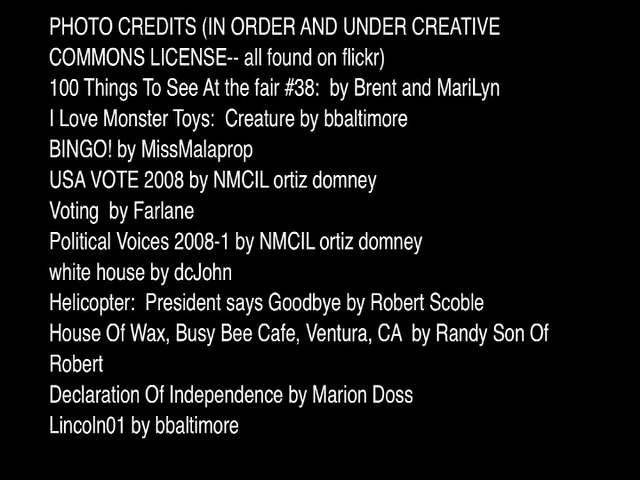 PHOTO CREDITS (IN ORDER AND UNDER CREATIVE
COMMONS LICENSE-- all found on flickr)
100 Things To See At the fair #38:  by Brent and MariLyn
I Love Monster Toys:  Creature by bbaltimore
BINGO! by MissMalaprop
USA VOTE 2008 by NMCIL ortiz domney
Voting  by Farlane
Political Voices 2008-1 by NMCIL ortiz domney
white house by dcJohn
Helicopter:  President says Goodbye by Robert Scoble
House Of Wax, Busy Bee Cafe, Ventura, CA  by Randy Son Of
Robert
Declaration Of Independence by Marion Doss
Lincoln01 by bbaltimore